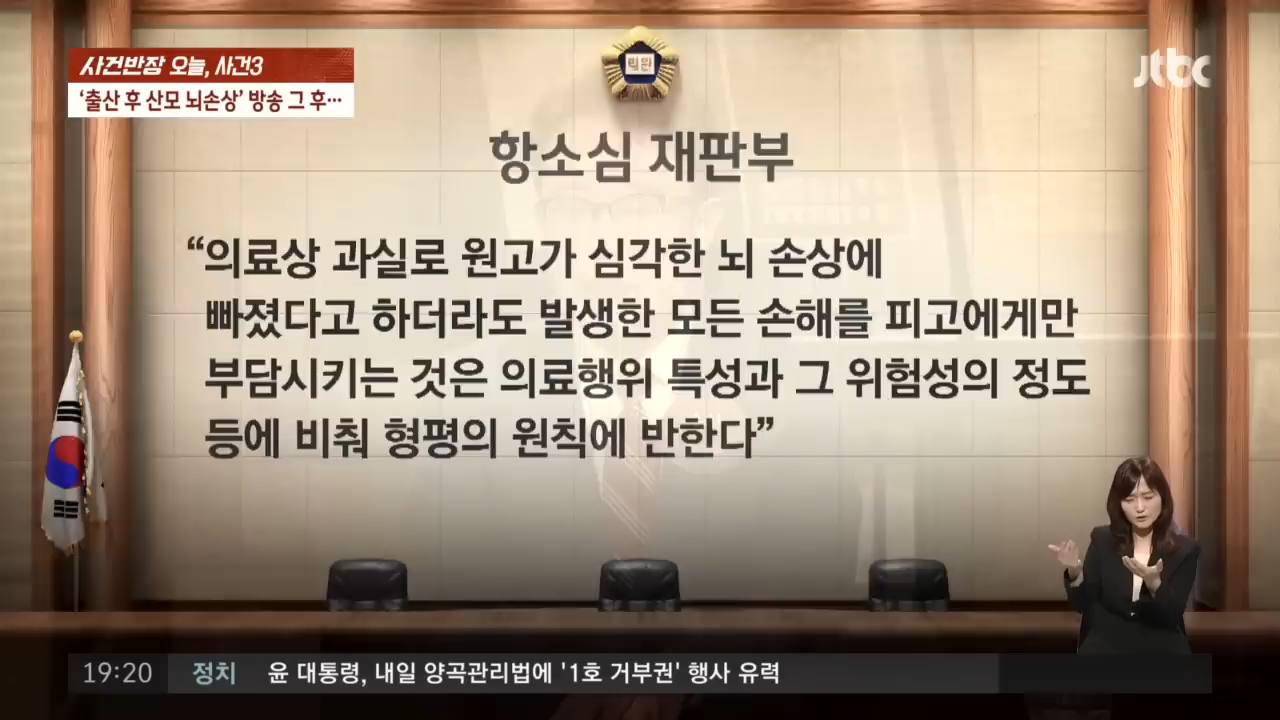 사건반장 오늘, 사건3
'출산 후 산모 뇌손상' 방송 그 후…
jtbc
법원
항소심 재판부
“의료상 과실로 원고가 심각한 뇌 손상에
빠졌다고 하더라도 발생한 모든 손해를 피고에게만
부담시키는 것은 의료행위 특성과 그 위험성의 정도
등에 비춰 형평의 원칙에 반한다”
19:20 정치 윤 대통령, 내일 양곡관리법에 '1호 거부권' 행사 유력